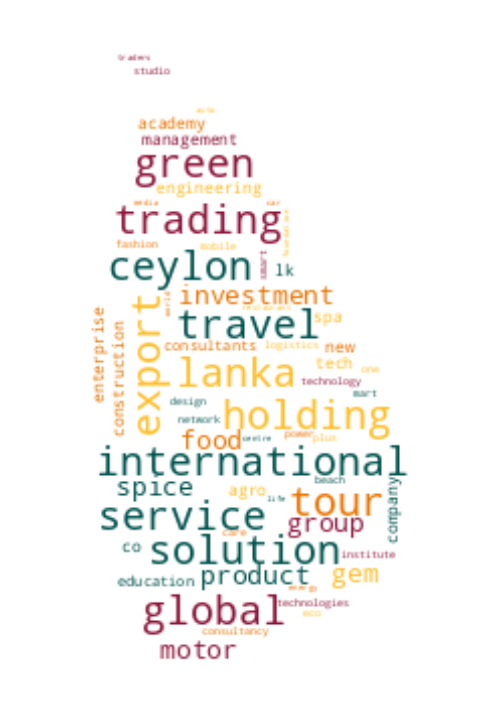 traders
studio
auto
academy
management
green
engineering
media car
trading
fashion mobile
ceylon smart lk
world investment
restaurant
export travel spa
enterprise construction
consultants logistics new
tech one
lanka technology
design mart
network holding
food centre power plus
international
spice beach
agro life tour company
service group
care
co solution institute
education product gem
energy
global technologies
eco
consultancy
motor